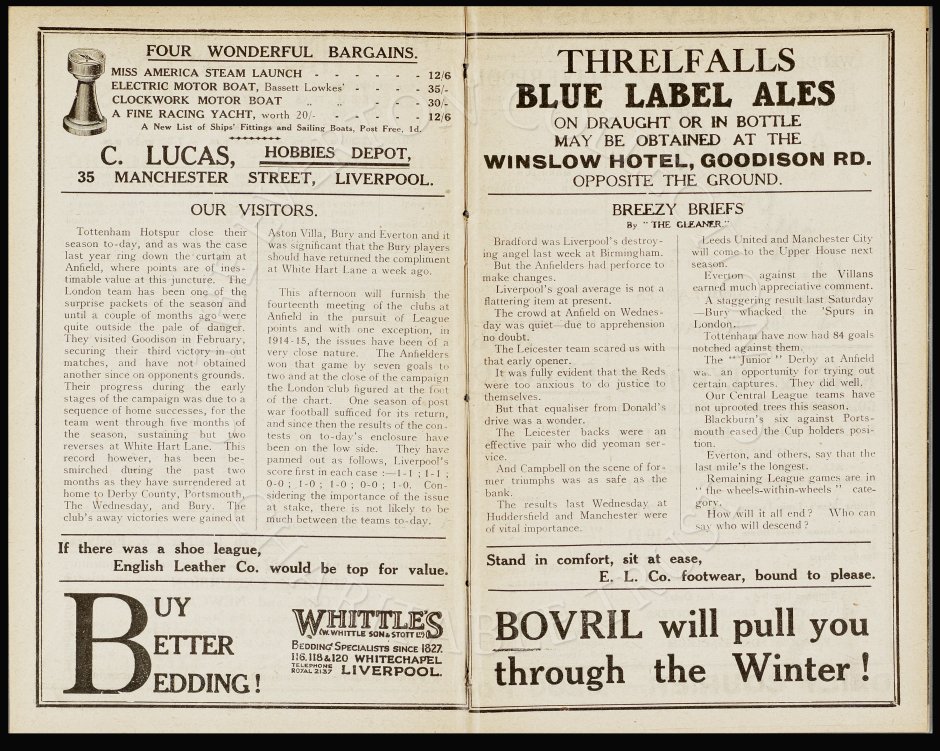 FOUR WONDERFUL BARGAINS.
MISS AMERICA STEAM LAUNCH - - - - - - 12/6
ELECTRIC MOTOR BOAT, Bassett Lowkes' - - - - 35/-
CLOCKWORK MOTOR BOAT „ „ - - - - 30/-
A FINE RACING YACHT, worth 20/- - - - - - 12/6
A New List of Ships' Fittings and Sailing Boats, Post Free, 1d.
C. LUCAS, HOBBIES DEPOT,
35 MANCHESTER STREET, LIVERPOOL.
OUR VISITORS.
Tottenham Hotspur close their
season to-day, and as was the case
last year ring down the curtain at
Anfield, where points are of ines-
timable value at this juncture. The
London team has been one of the
surprise packets of the season and
until a couple of months ago were
quite outside the pale of danger.
They visited Goodison in February,
securing their third victory in out
matches, and have not obtained
another since on opponents grounds.
Their progress during the early
stages of the campaign was due to a
sequence of home successes, for the
team went through five months of
the season, sustaining but two
reverses at White Hart Lane. This
record however, has been be-
smirched during the past two
months as they have surrendered at
home to Derby County, Portsmouth,
The Wednesday, and Bury. The
club's away victories were gained at
Aston Villa, Bury and Everton and it
was significant that the Bury players
should have returned the compliment
at White Hart Lane a week ago.
This afternoon will furnish the
fourteenth meeting of the clubs at
Anfield in the pursuit of League
points and with one exception, in
1914-15, the issues have been of a
very close nature. The Anfielders
won that game by seven goals to
two and at the close of the campaign
the London club figured at the foot
of the chart. One season of post
war football sufficed for its return,
and since then the results of the con-
tests on to-day's enclosure have
been on the low side. They have
panned out as follows, Liverpool's
score first in each case :—1-1 ; 1-1 ;
0-0 ; 1-0 ; 1-0 ; 0-0 ; 1-0. Con-
sidering the importance of the issue
at stake, there is not likely to be
much between the teams to-day.
If there was a shoe league,
English Leather Co. would be top for value.
BUY
BETTER
BEDDING!
WHITTLE'S
(W. WHITTLE SON & STOTT LTD)
BEDDING SPECIALISTS SINCE 1827.
116, 118 & 120 WHITECHAPEL
TELEPHONE ROYAL 2137 LIVERPOOL.
THRELFALLS
BLUE LABEL ALES
ON DRAUGHT OR IN BOTTLE
MAY BE OBTAINED AT THE
WINSLOW HOTEL, GOODISON RD.
OPPOSITE THE GROUND.
BREEZY BRIEFS
By "THE GLEANER."
Bradford was Liverpool's destroy-
ing angel last week at Birmingham.
But the Anfielders had perforce to
make changes.
Liverpool's goal average is not a
flattering item at present.
The crowd at Anfield on Wednes-
day was quiet—due to apprehension
no doubt.
The Leicester team scared us with
that early opener.
It was fully evident that the Reds
were too anxious to do justice to
themselves.
But that equaliser from Donald's
drive was a wonder.
The Leicester backs were an
effective pair who did yeoman ser-
vice.
And Campbell on the scene of for-
mer triumphs was as safe as the
bank.
The results last Wednesday at
Huddersfield and Manchester were
of vital importance.
Leeds United and Manchester City
will come to the Upper House next
season.
Everton against the Villans
earned much appreciative comment.
A staggering result last Saturday
—Bury whacked the 'Spurs in
London.
Tottenham have now had 84 goals
notched against them.
The "Junior" Derby at Anfield
wa. an opportunity for trying out
certain captures. They did well.
Our Central League teams have
not uprooted trees this season.
Blackburn's six against Ports-
mouth eased the Cup holders posi-
tion.
Everton, and others, say that the
last mile's the longest.
Remaining League games are in
"the wheels-within-wheels" cate-
gory.
How will it all end? Who can
say who will descend?
Stand in comfort, sit at ease,
E. L. Co. footwear, bound to please.
BOVRIL will pull you
through the Winter!